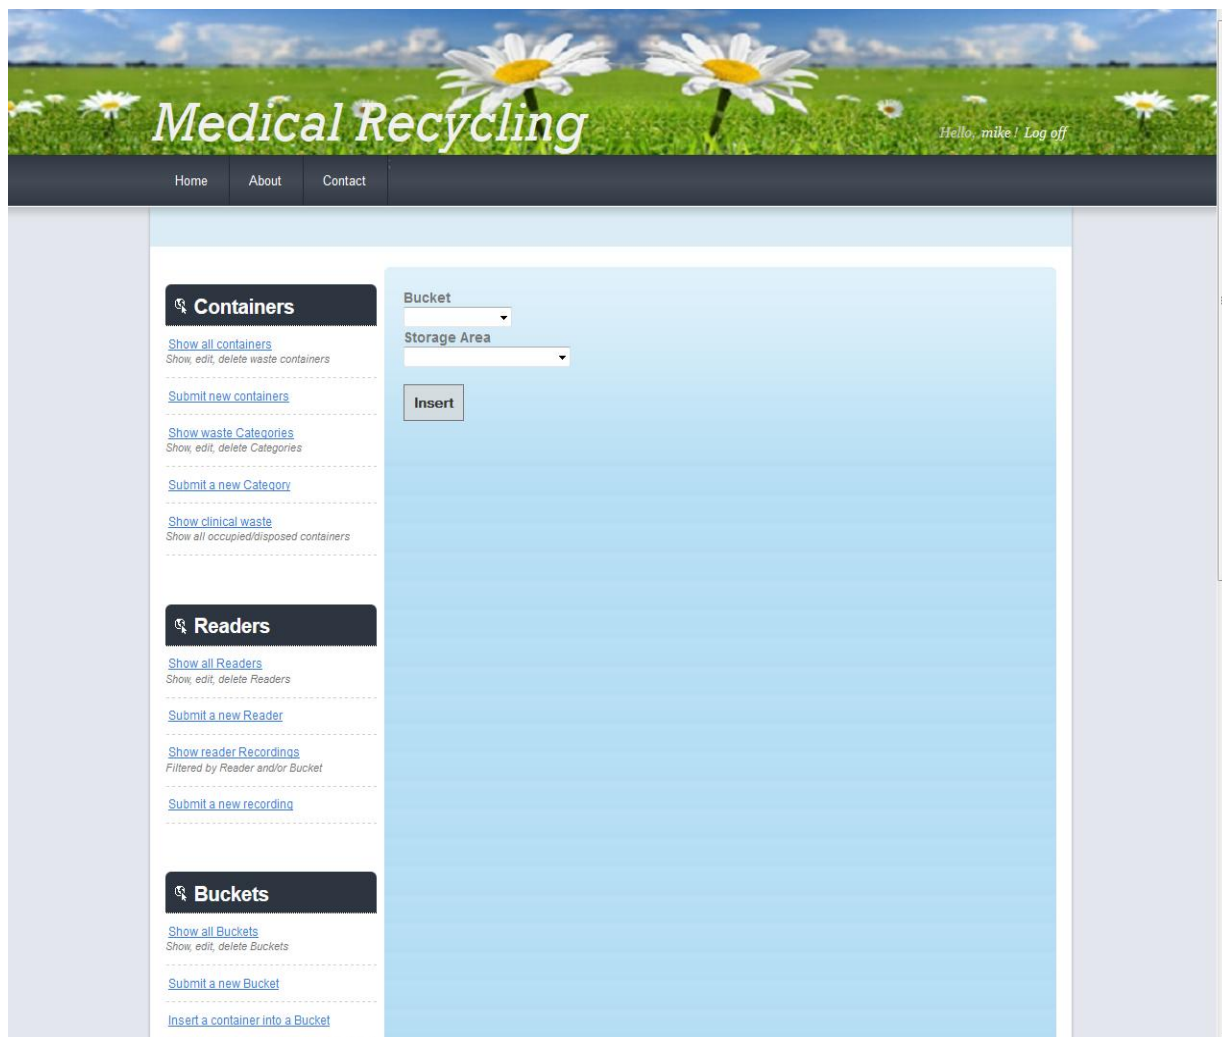 Medical Recycling
Hello, mike ! Log off
Home About Contact
Containers
Show all containers
Show, edit, delete waste containers
Submit new containers
Show waste Categories
Show, edit, delete Categories
Submit a new Category
Show clinical waste
Show all occupied/disposed containers
Readers
Show all Readers
Show, edit, delete Readers
Submit a new Reader
Show reader Recordings
Filtered by Reader and/or Bucket
Submit a new recording
Buckets
Show all Buckets
Show, edit, delete Buckets
Submit a new Bucket
Insert a container into a Bucket
Bucket
Storage Area
Insert